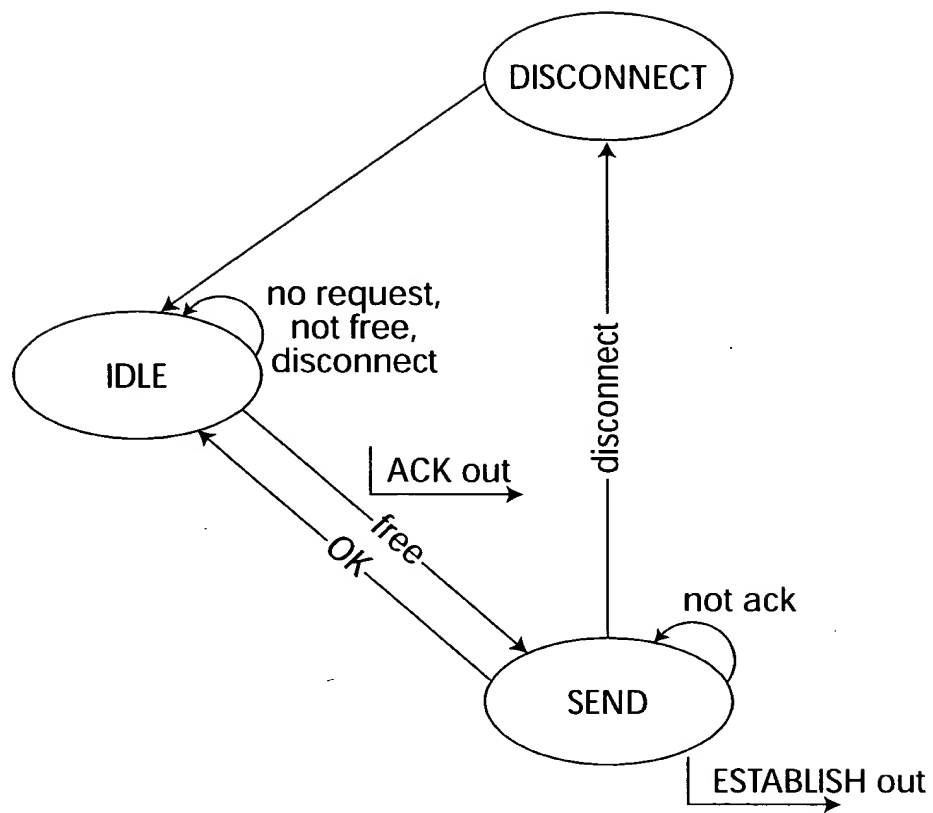 DISCONNECT
no request,
not free,
disconnect
IDLE
disconnect
ACK out
free
OK
not ack
SEND
ESTABLISH out